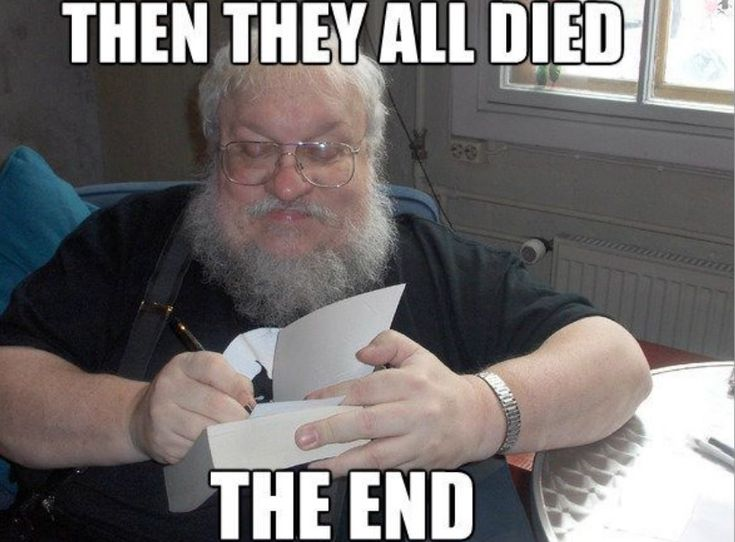 THEN THEY ALL DIED
THE END